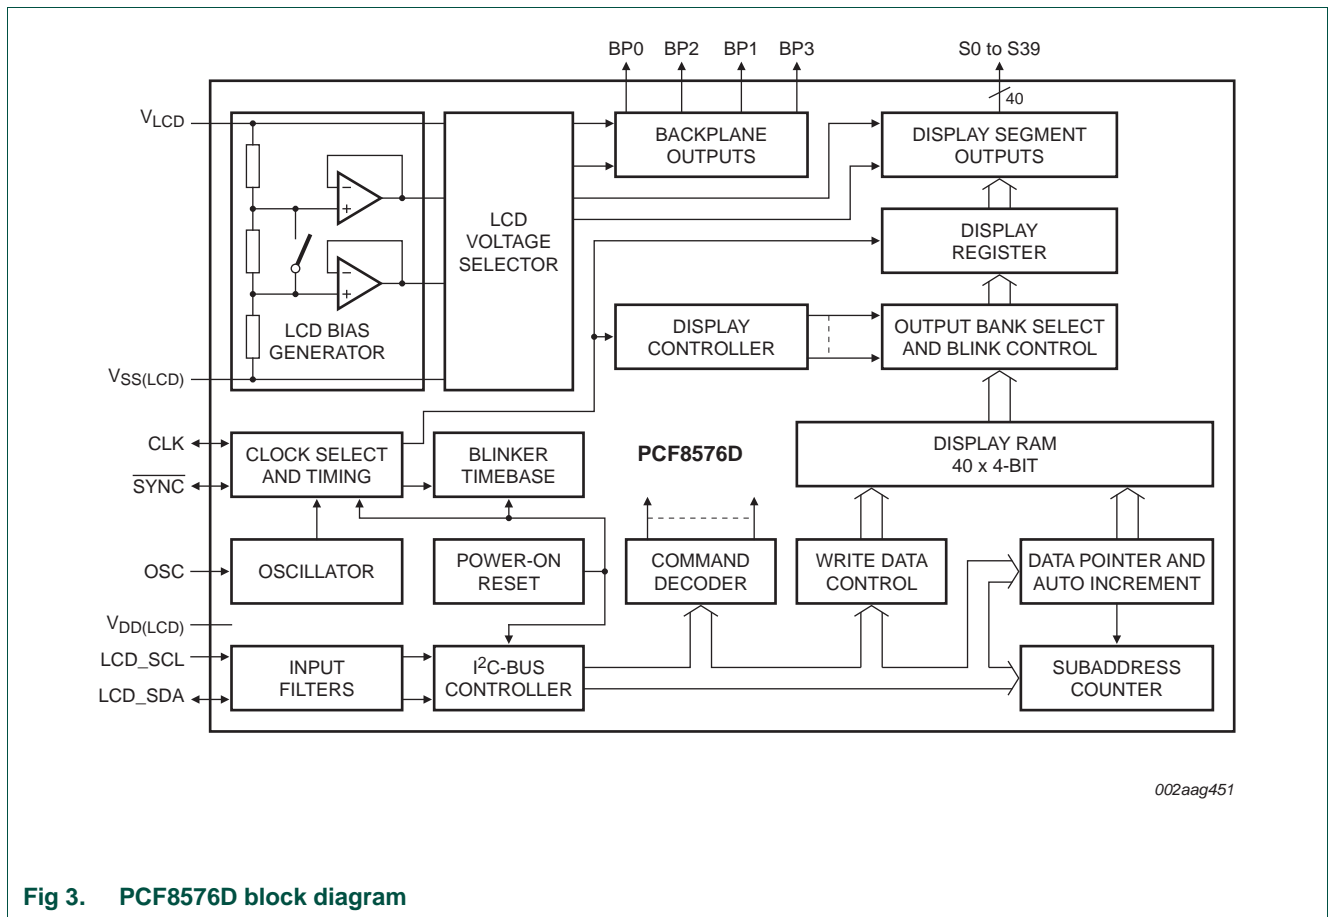 BP0 BP2 BP1 BP3 S0 to S39
40
VLCD
BACKPLANE
OUTPUTS
DISPLAY SEGMENT
OUTPUTS
−
+
LCD
VOLTAGE
SELECTOR
DISPLAY
REGISTER
−
+
LCD BIAS
GENERATOR
DISPLAY
CONTROLLER
OUTPUT BANK SELECT
AND BLINK CONTROL
VSS(LCD)
CLK
SYNC
CLOCK SELECT
AND TIMING
BLINKER
TIMEBASE
PCF8576D
DISPLAY RAM
40 x 4-BIT
OSC
OSCILLATOR
POWER-ON
RESET
COMMAND
DECODER
WRITE DATA
CONTROL
DATA POINTER AND
AUTO INCREMENT
VDD(LCD)
LCD_SCL
LCD_SDA
INPUT
FILTERS
I2C-BUS
CONTROLLER
SUBADDRESS
COUNTER
002aag451
Fig 3. PCF8576D block diagram